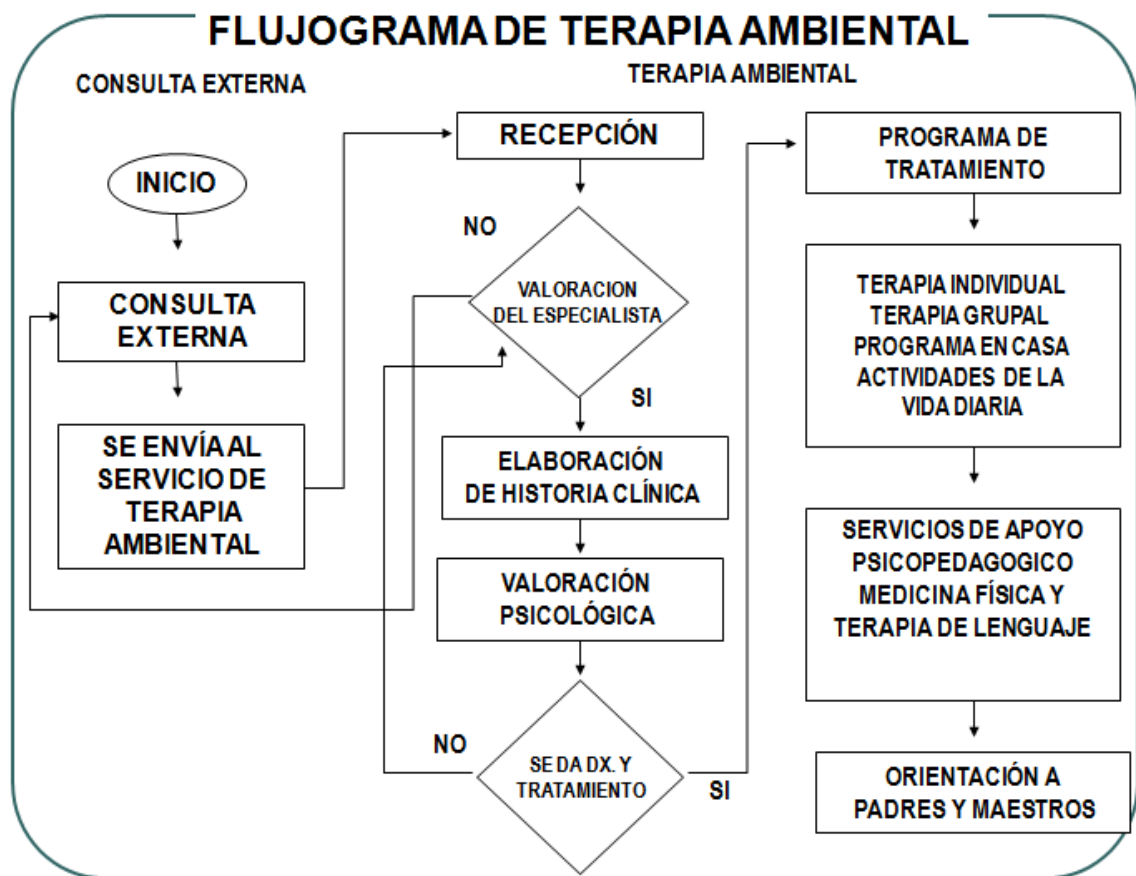 FLUJOGRAMA DE TERAPIA AMBIENTAL
CONSULTA EXTERNA
TERAPIA AMBIENTAL
INICIO
CONSULTA
EXTERNA
SE ENVÍA AL
SERVICIO DE
TERAPIA
AMBIENTAL
RECEPCIÓN
NO
VALORACION
DEL ESPECIALISTA
SI
ELABORACIÓN
DE HISTORIA CLÍNICA
VALORACIÓN
PSICOLÓGICA
NO
SE DA DX. Y
TRATAMIENTO
SI
PROGRAMA DE
TRATAMIENTO
TERAPIA INDIVIDUAL
TERAPIA GRUPAL
PROGRAMA EN CASA
ACTIVIDADES DE LA
VIDA DIARIA
SERVICIOS DE APOYO
PSICOPEDAGOGICO
MEDICINA FÍSICA Y
TERAPIA DE LENGUAJE
ORIENTACIÓN A
PADRES Y MAESTROS